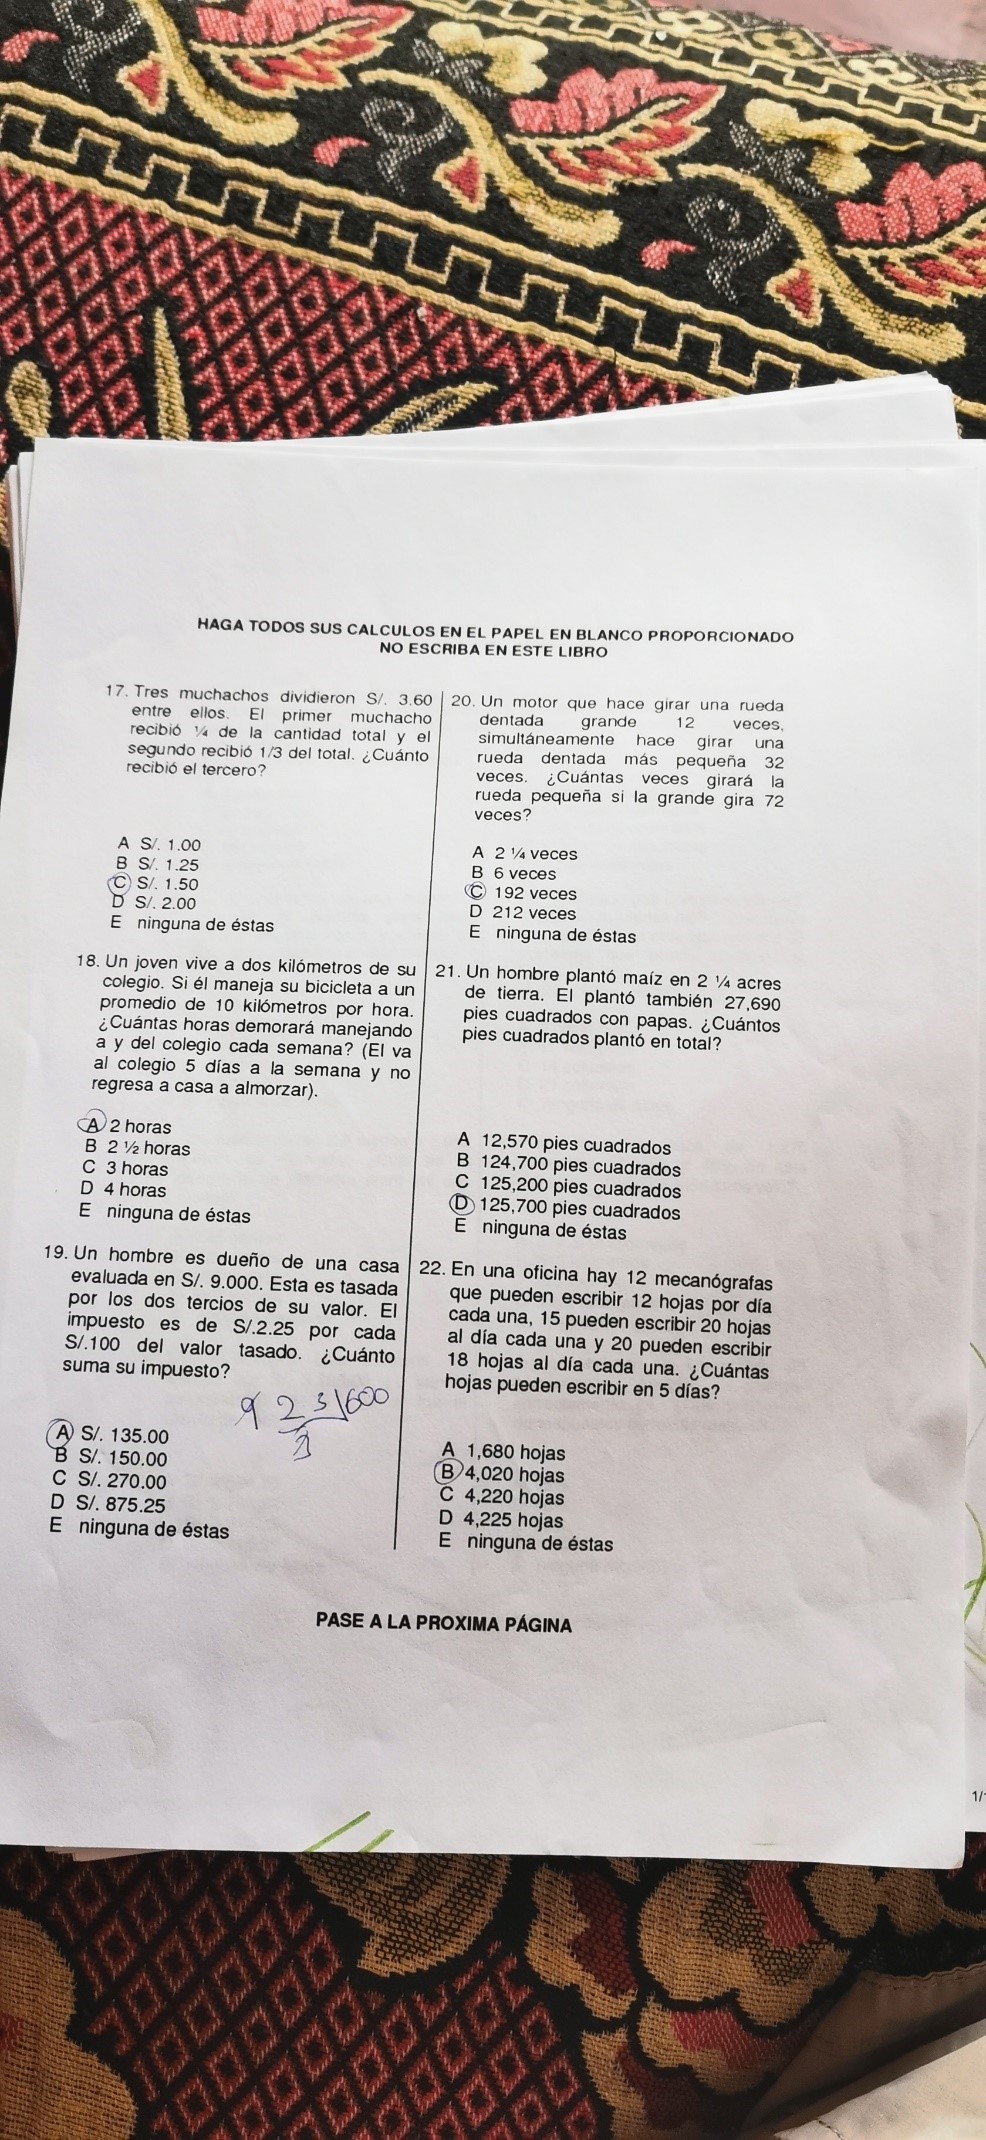 HAGA TODOS SUS CALCULOS EN EL PAPEL EN BLANCO PROPORCIONADO
NO ESCRIBA EN ESTE LIBRO
17. Tres muchachos dividieron S/. 3.60
entre ellos. El primer muchacho
recibió ¼ de la cantidad total y el
segundo recibió 1/3 del total. ¿Cuánto
recibió el tercero?
A S/. 1.00
B S/. 1.25
C S/. 1.50
D S/. 2.00
E ninguna de éstas
18. Un joven vive a dos kilómetros de su
colegio. Si él maneja su bicicleta a un
promedio de 10 kilómetros por hora.
¿Cuántas horas demorará manejando
a y del colegio cada semana? (El va
al colegio 5 días a la semana y no
regresa a casa a almorzar).
A 2 horas
B 2 ½ horas
C 3 horas
D 4 horas
E ninguna de éstas
19. Un hombre es dueño de una casa
evaluada en S/. 9.000. Esta es tasada
por los dos tercios de su valor. El
impuesto es de S/.2.25 por cada
S/.100 del valor tasado. ¿Cuánto
suma su impuesto?
A S/. 135.00
B S/. 150.00
C S/. 270.00
D S/. 875.25
E ninguna de éstas
20. Un motor que hace girar una rueda
dentada grande 12 veces,
simultáneamente hace girar una
rueda dentada más pequeña 32
veces. ¿Cuántas veces girará la
rueda pequeña si la grande gira 72
veces?
A 2 ¼ veces
B 6 veces
C 192 veces
D 212 veces
E ninguna de éstas
21. Un hombre plantó maíz en 2 ¼ acres
de tierra. El plantó también 27,690
pies cuadrados con papas. ¿Cuántos
pies cuadrados plantó en total?
A 12,570 pies cuadrados
B 124,700 pies cuadrados
C 125,200 pies cuadrados
D 125,700 pies cuadrados
E ninguna de éstas
22. En una oficina hay 12 mecanógrafas
que pueden escribir 12 hojas por día
cada una, 15 pueden escribir 20 hojas
al día cada una y 20 pueden escribir
18 hojas al día cada una. ¿Cuántas
hojas pueden escribir en 5 días?
A 1,680 hojas
B 4,020 hojas
C 4,220 hojas
D 4,225 hojas
E ninguna de éstas
PASE A LA PROXIMA PÁGINA